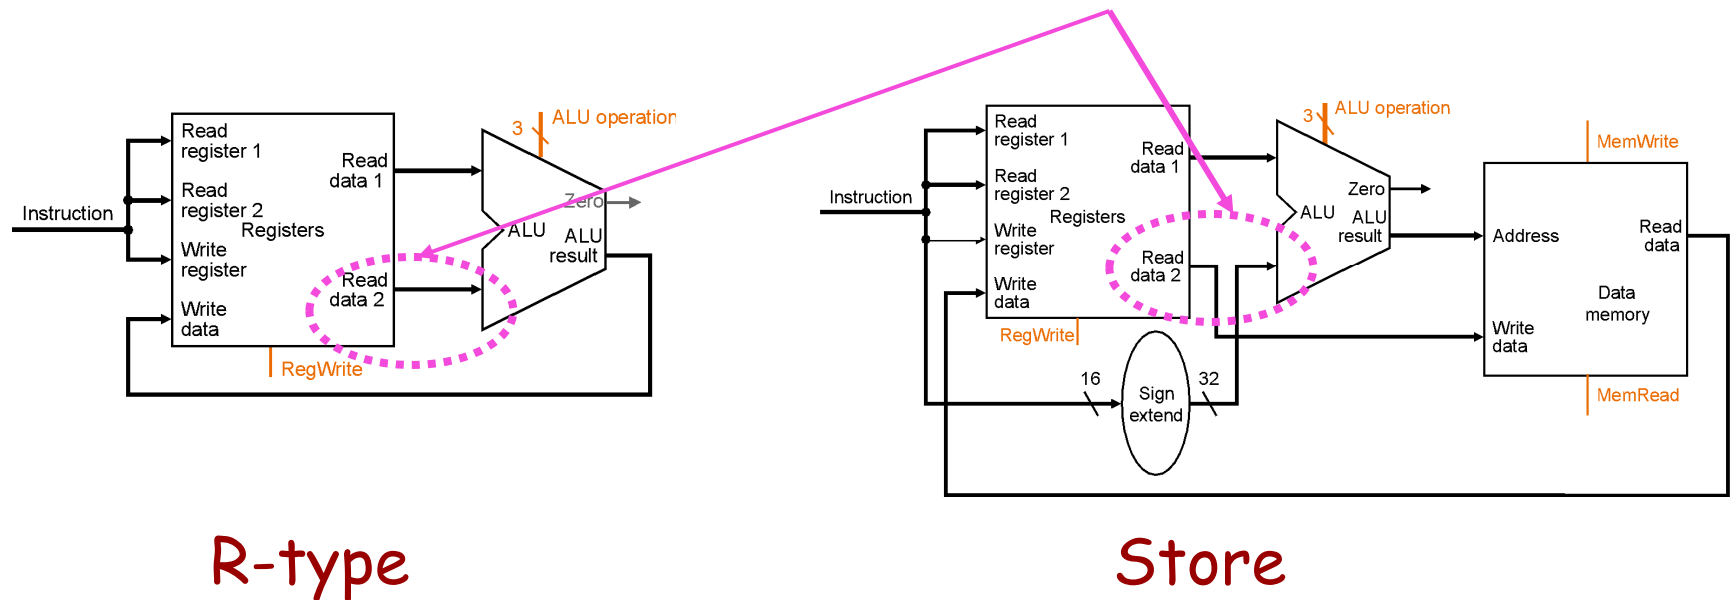 3
ALU operation
Read
register 1
Read
data 1
Read
register 2
Registers
Instruction
Zero
ALU
ALU
result
Write
register
Read
data 2
Write
data
RegWrite
R-type
3
ALU operation
Read
register 1
Read
data 1
Read
register 2
Registers
Instruction
Zero
ALU
ALU
result
Write
register
Read
data 2
Write
data
RegWrite
16
Sign
extend
32
MemWrite
Address
Read
data
Data
memory
Write
data
MemRead
Store